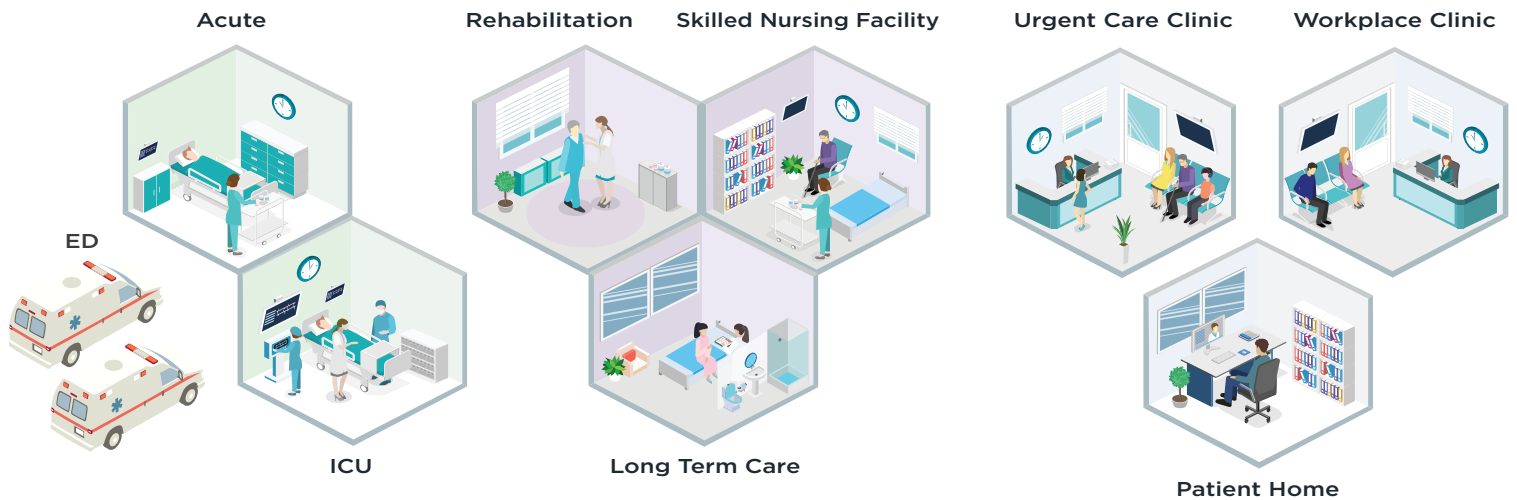 Acute
Rehabilitation
Skilled Nursing Facility
Urgent Care Clinic
Workplace Clinic
ED
ICU
Long Term Care
Patient Home